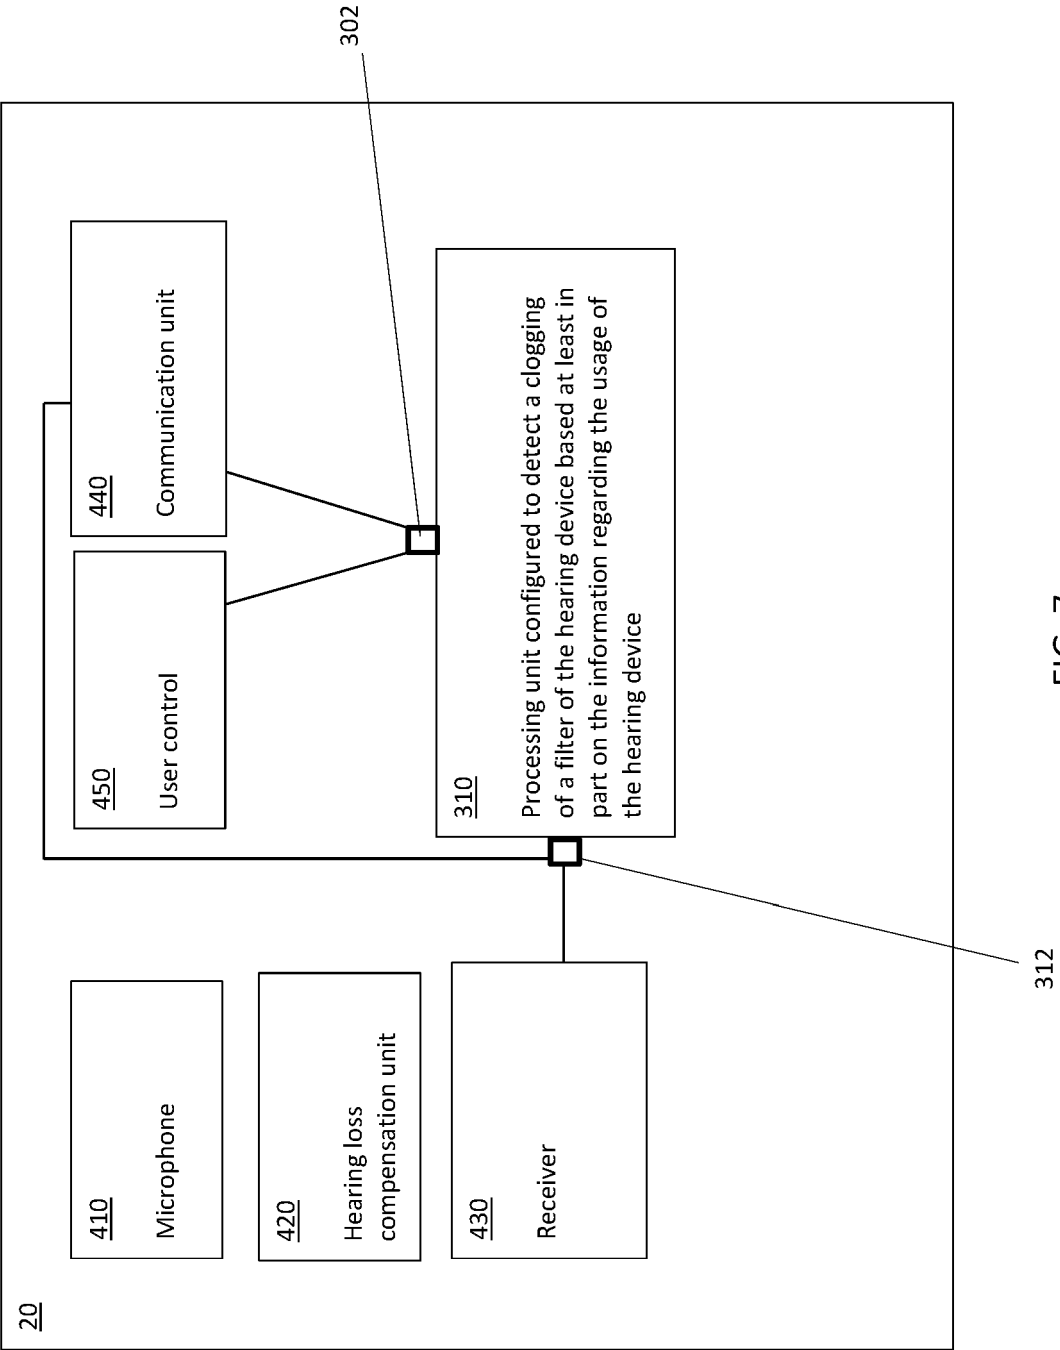 20
410
Microphone
420
Hearing loss
compensation unit
430
Receiver
450
User control
440
Communication unit
310
Processing unit configured to detect a clogging
of a filter of the hearing device based at least in
part on the information regarding the usage of
the hearing device
302
312
FIG. 7